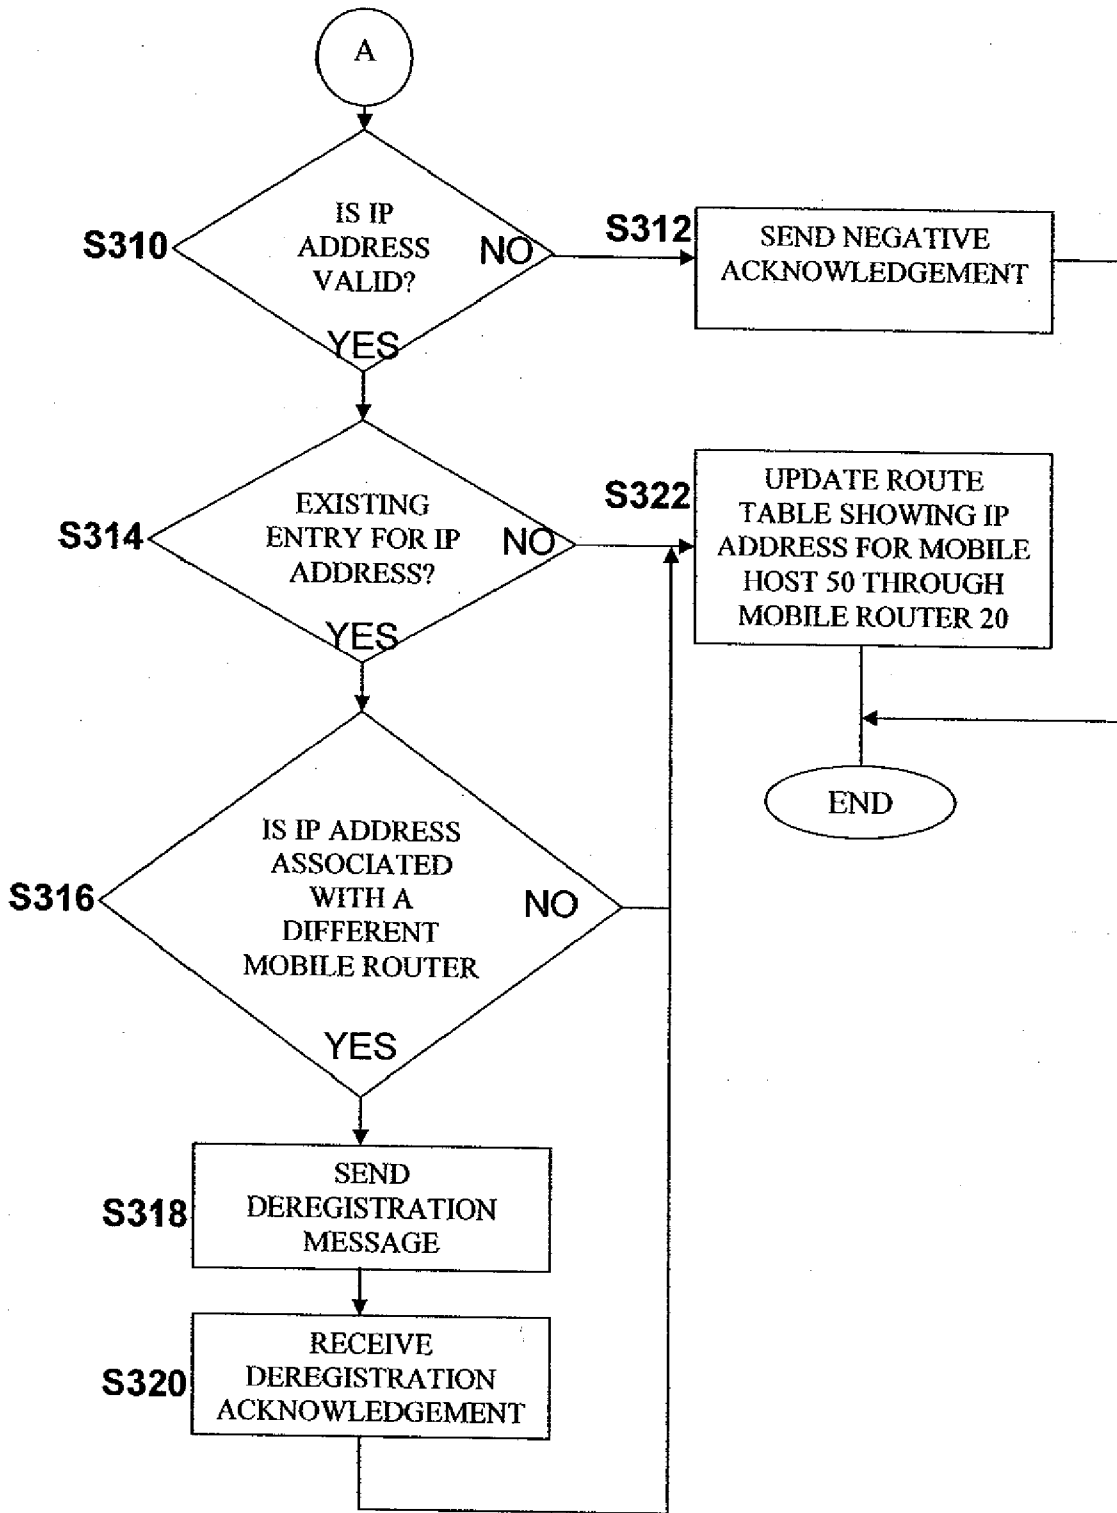 A
S310
IS IP
ADDRESS
VALID?
NO
YES
S312
SEND NEGATIVE
ACKNOWLEDGEMENT
S314
EXISTING
ENTRY FOR IP
ADDRESS?
NO
YES
S322
UPDATE ROUTE
TABLE SHOWING IP
ADDRESS FOR MOBILE
HOST 50 THROUGH
MOBILE ROUTER 20
END
S316
IS IP ADDRESS
ASSOCIATED
WITH A
DIFFERENT
MOBILE ROUTER
NO
YES
S318
SEND
DEREGISTRATION
MESSAGE
S320
RECEIVE
DEREGISTRATION
ACKNOWLEDGEMENT